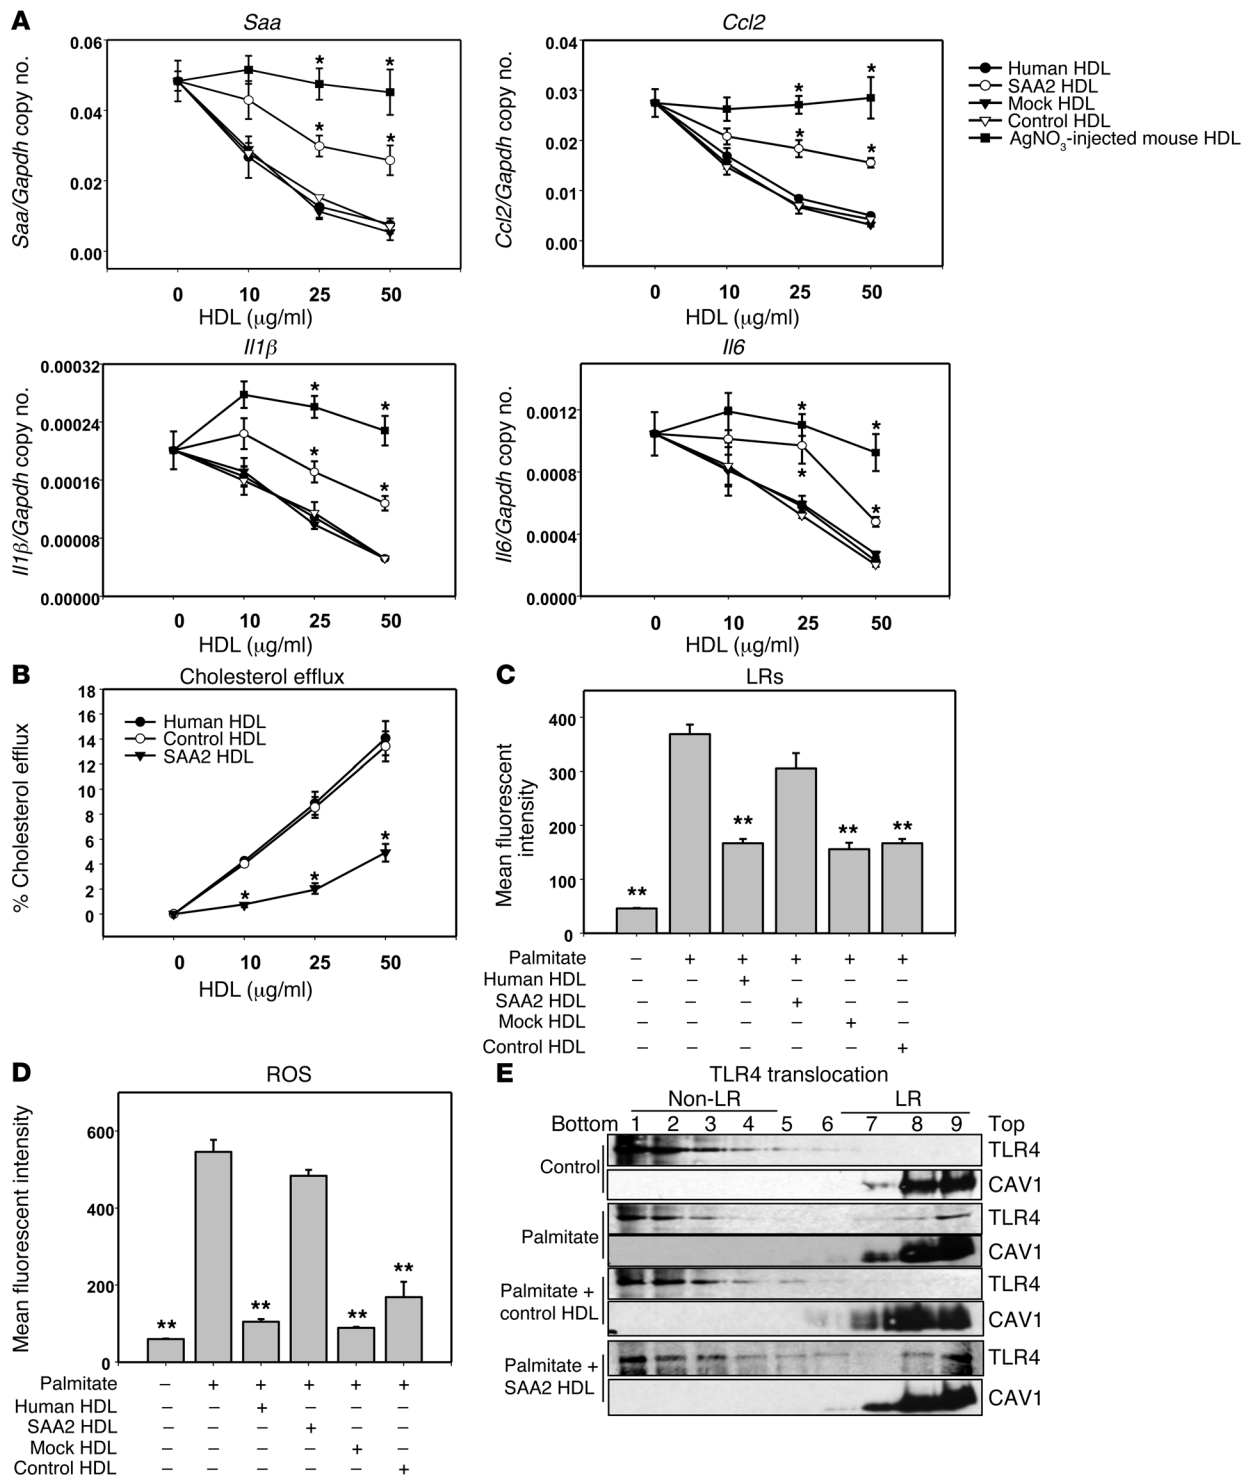 A
Saa
Saa/Gapdh copy no.
0.06
0.04
0.02
0.00
* *
* *
0 10 25 50
HDL (μg/ml)
Ccl2
Ccl2/Gapdh copy no.
0.04
0.03
0.02
0.01
0.00
* *
* *
0 10 25 50
HDL (μg/ml)
Human HDL
SAA2 HDL
Mock HDL
Control HDL
AgNO3-injected mouse HDL
Il1β
Il1β/Gapdh copy no.
0.00032
0.00024
0.00016
0.00008
0.00000
* *
* *
0 10 25 50
HDL (μg/ml)
Il6
Il6/Gapdh copy no.
0.0012
0.0008
0.0004
0.0000
* *
* *
0 10 25 50
HDL (μg/ml)
B
Cholesterol efflux
% Cholesterol efflux
18
16
14
12
10
8
6
4
2
0
Human HDL
Control HDL
SAA2 HDL
* * *
0 10 25 50
HDL (μg/ml)
C
LRs
Mean fluorescent
intensity
400
300
200
100
0
** ** ** **
Palmitate – + + + + +
Human HDL – – + – – –
SAA2 HDL – – – + – –
Mock HDL – – – – + –
Control HDL – – – – – +
D
ROS
Mean fluorescent intensity
600
400
200
0
** ** ** **
Palmitate – + + + + +
Human HDL – – + – – –
SAA2 HDL – – – + – –
Mock HDL – – – – + –
Control HDL – – – – – +
E
TLR4 translocation
Non-LR LR
Bottom 1 2 3 4 5 6 7 8 9 Top
Control
TLR4
CAV1
Palmitate
TLR4
CAV1
Palmitate +
control HDL
TLR4
CAV1
Palmitate +
SAA2 HDL
TLR4
CAV1